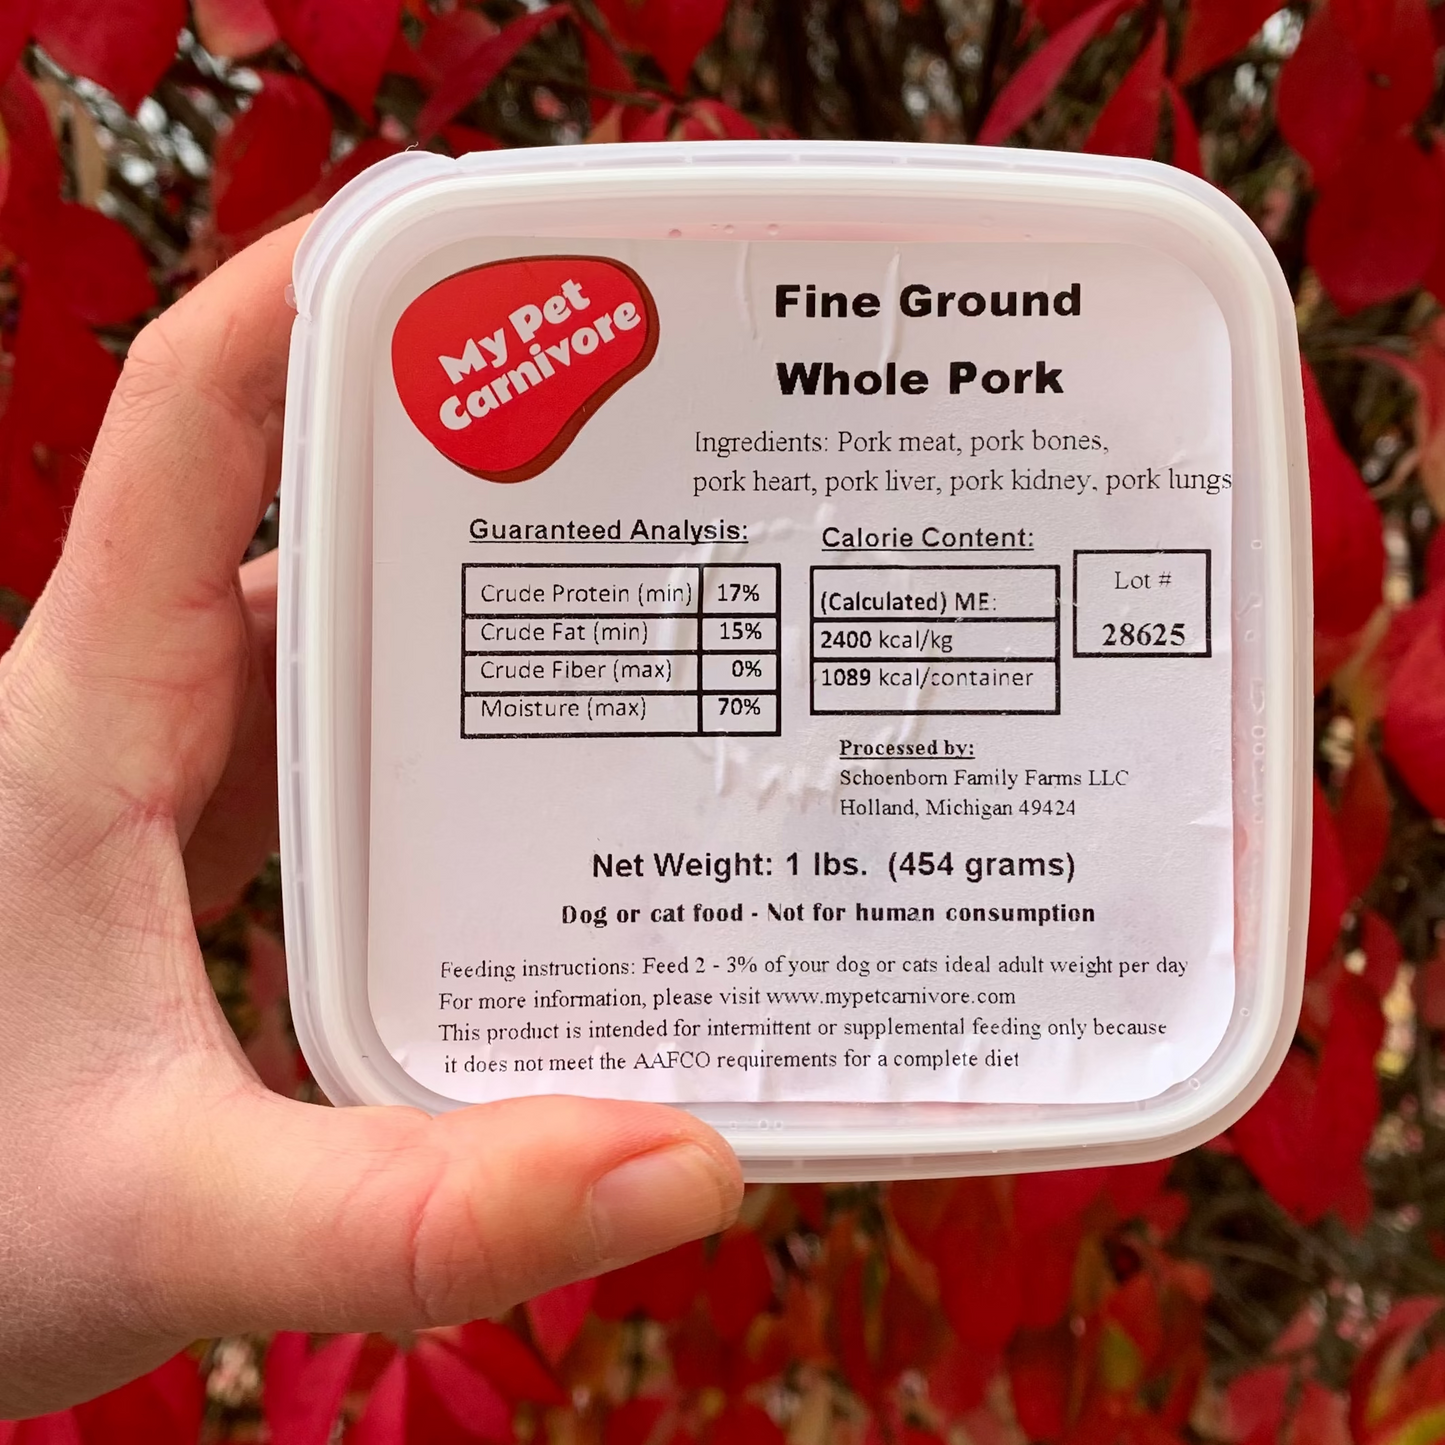 My Pet
Carnivore
Fine Ground
Whole Pork
Ingredients: Pork meat, pork bones,
pork heart, pork liver, pork kidney, pork lungs
Guaranteed Analysis:
Crude Protein (min) 17%
Crude Fat (min) 15%
Crude Fiber (max) 0%
Moisture (max) 70%
Calorie Content:
(Calculated) ME:
2400 kcal/kg
1089 kcal/container
Lot #
28625
Processed by:
Schoenborn Family Farms LLC
Holland, Michigan 49424
Net Weight: 1 lbs. (454 grams)
Dog or cat food - Not for human consumption
Feeding instructions: Feed 2 - 3% of your dog or cats ideal adult weight per day
For more information, please visit www.mypetcarnivore.com
This product is intended for intermittent or supplemental feeding only because
it does not meet the AAFCO requirements for a complete diet